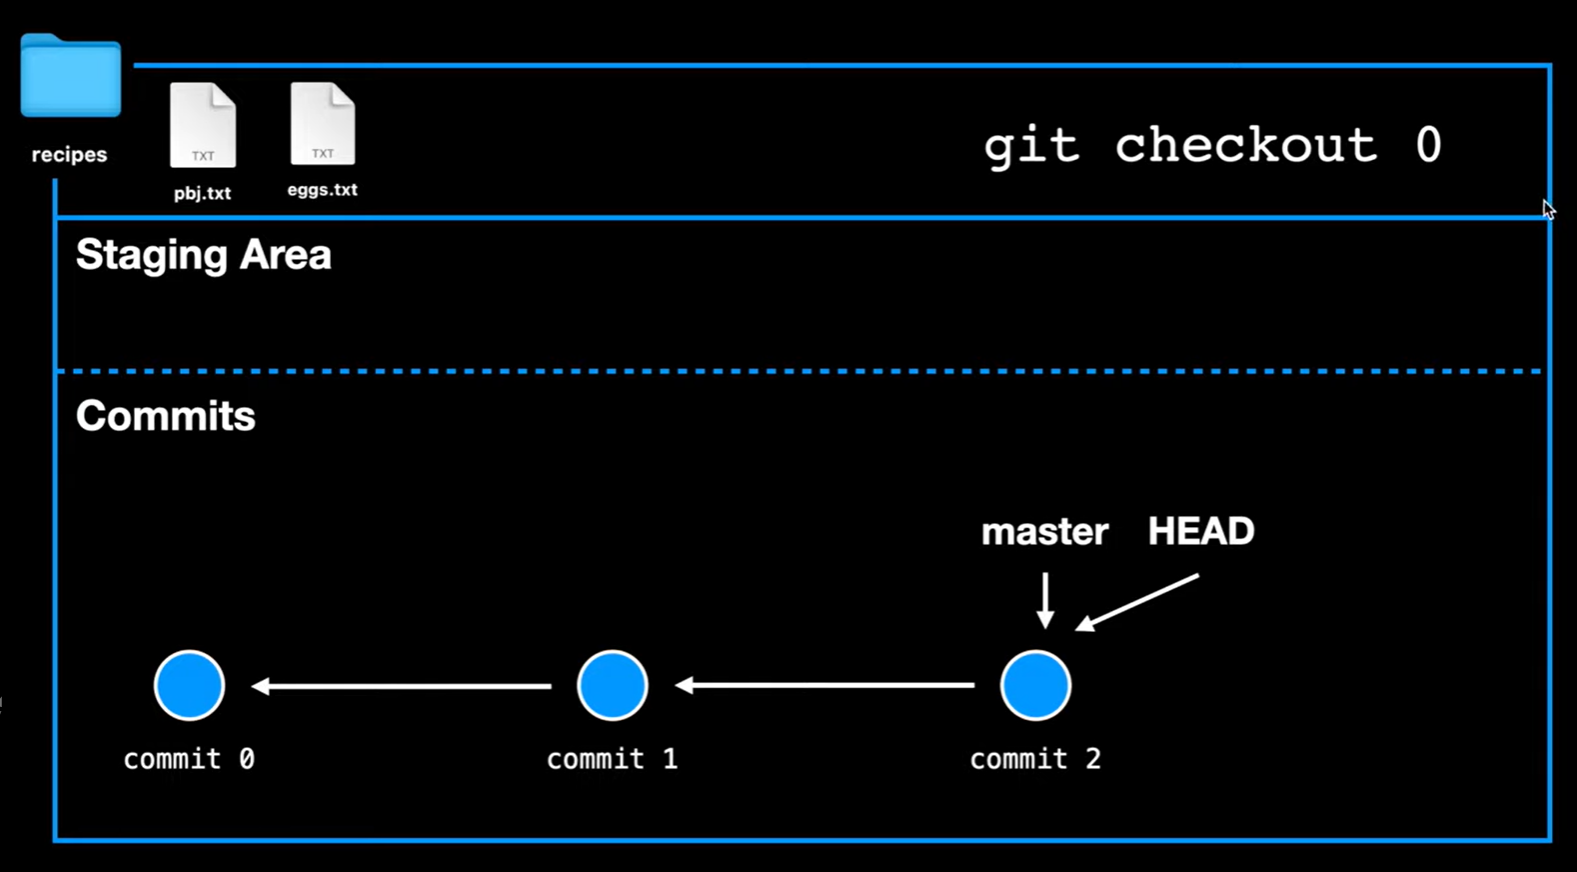 recipes
TXT
pbj.txt
TXT
eggs.txt
git checkout 0
Staging Area
Commits
master HEAD
commit 0
commit 1
commit 2